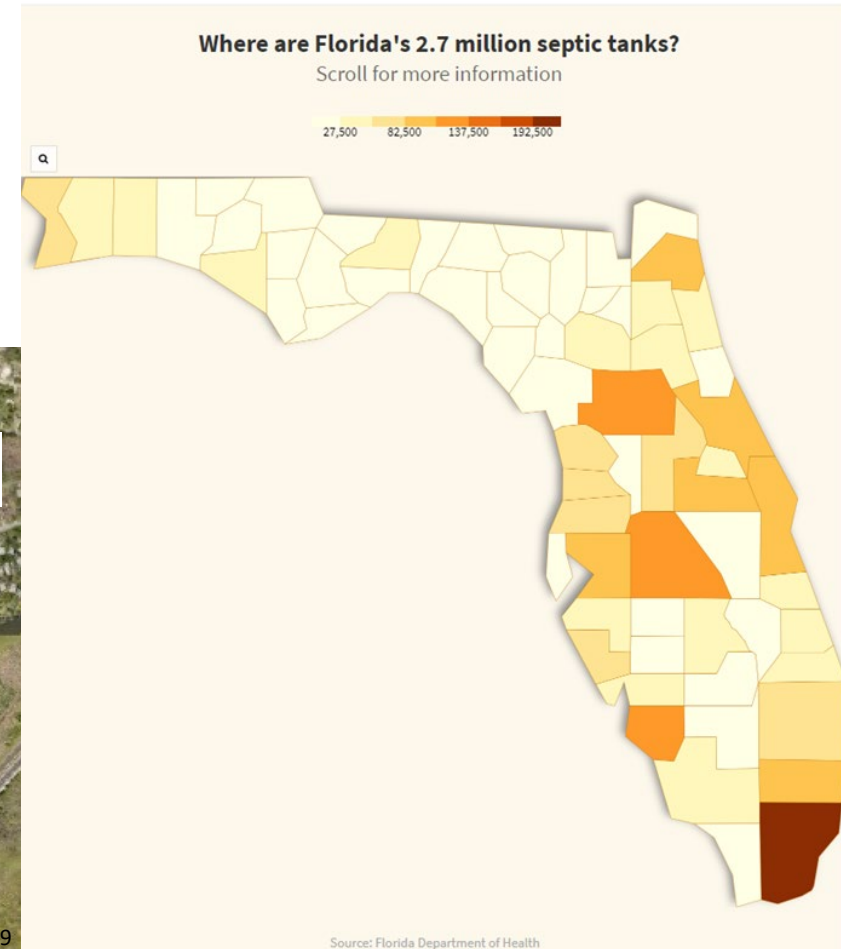 Where are Florida's 2.7 million septic tanks?
Scroll for more information
27,500 82,500 137,500 192,500
9
Source: Florida Department of Health